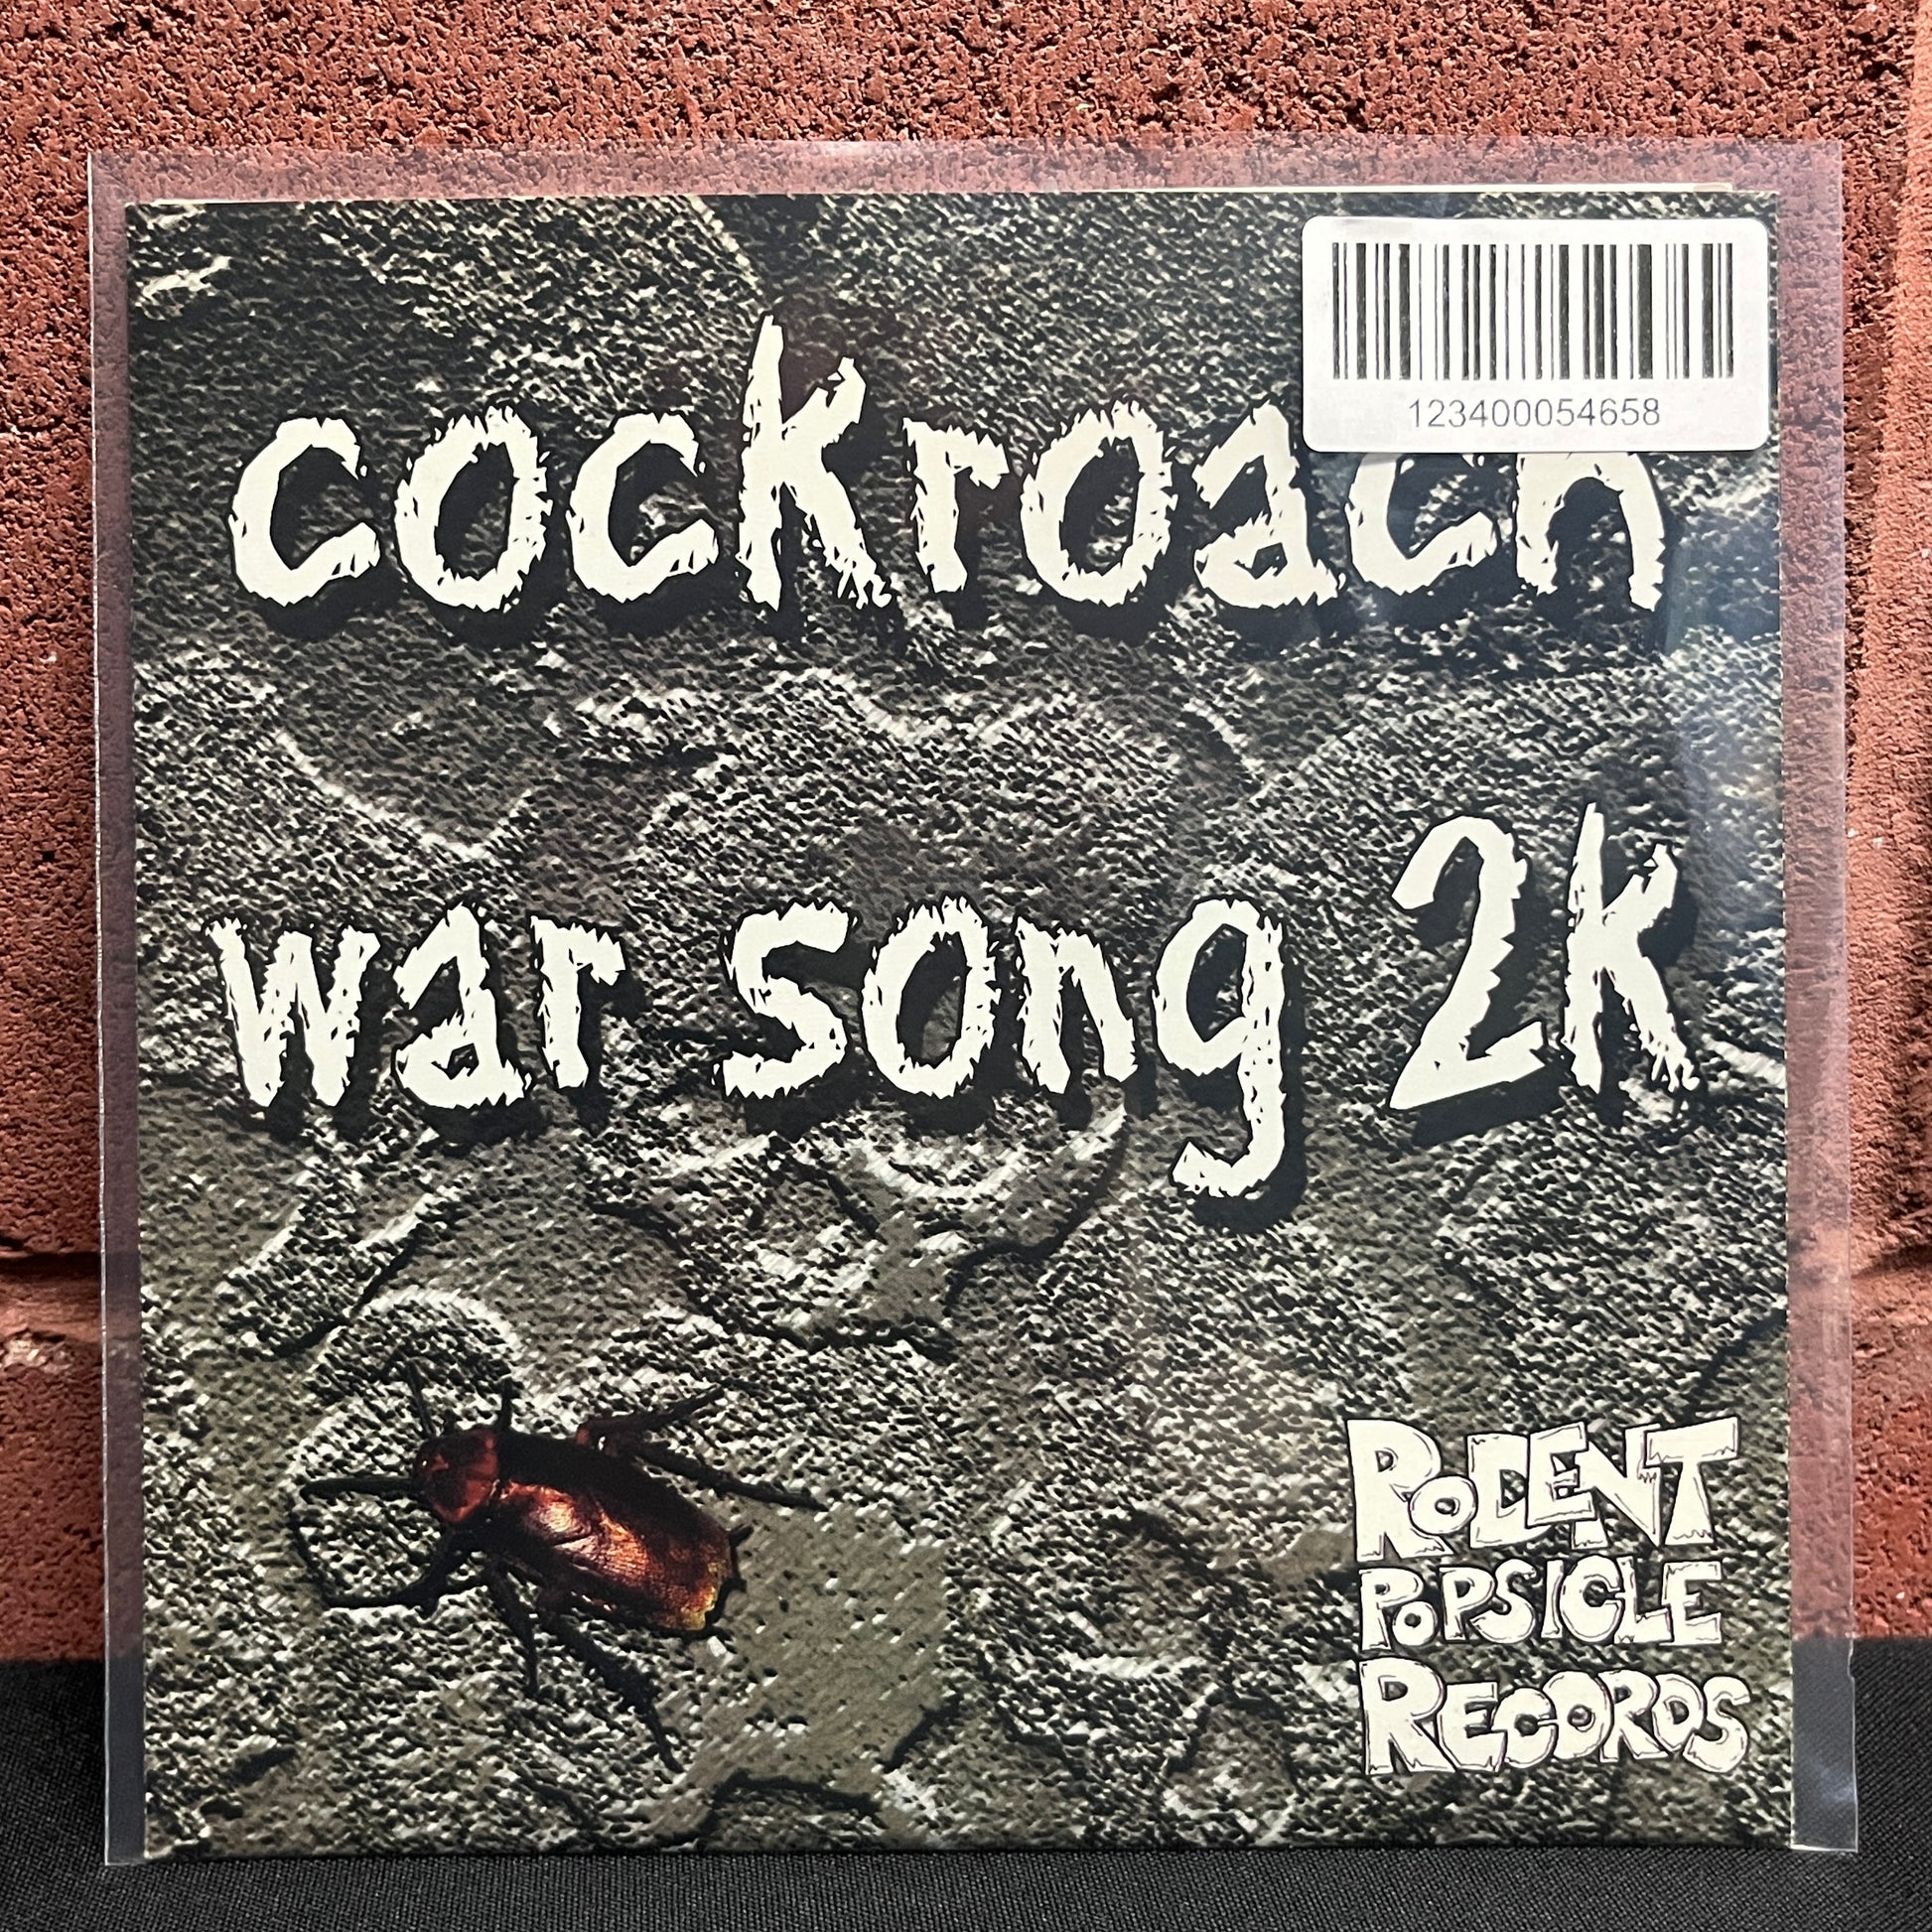 123400054658
cockroach
war song 2k
RODENT
POPSICLE
RECORDS